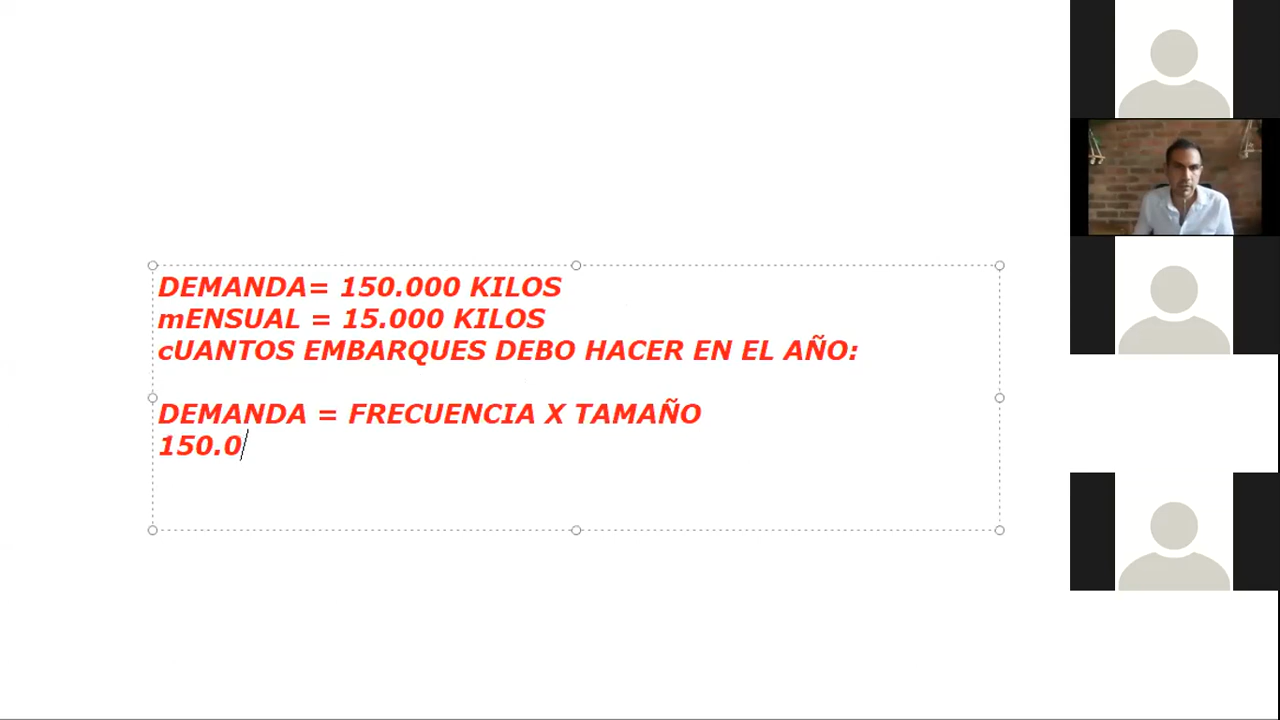 DEMANDA= 150.000 KILOS
mENSUAL = 15.000 KILOS
cUANTOS EMBARQUES DEBO HACER EN EL AÑO:
DEMANDA = FRECUENCIA X TAMAÑO
150.0